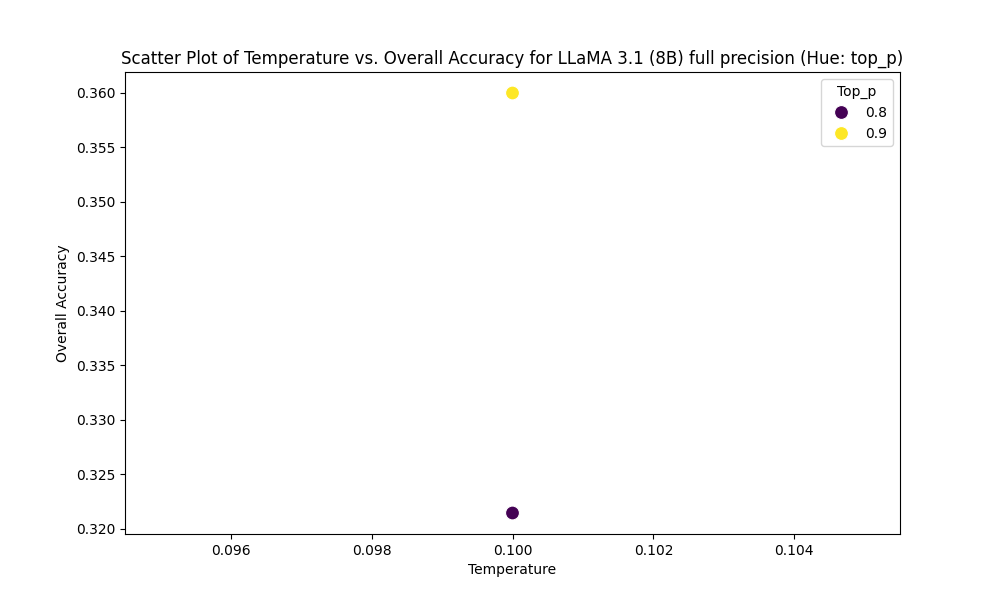 Scatter Plot of Temperature vs. Overall Accuracy for LLaMA 3.1 (8B) full precision (Hue: top_p)
Top_p
0.8
0.9
Overall Accuracy
0.360
0.355
0.350
0.345
0.340
0.335
0.330
0.325
0.320
0.096 0.098 0.100 0.102 0.104
Temperature